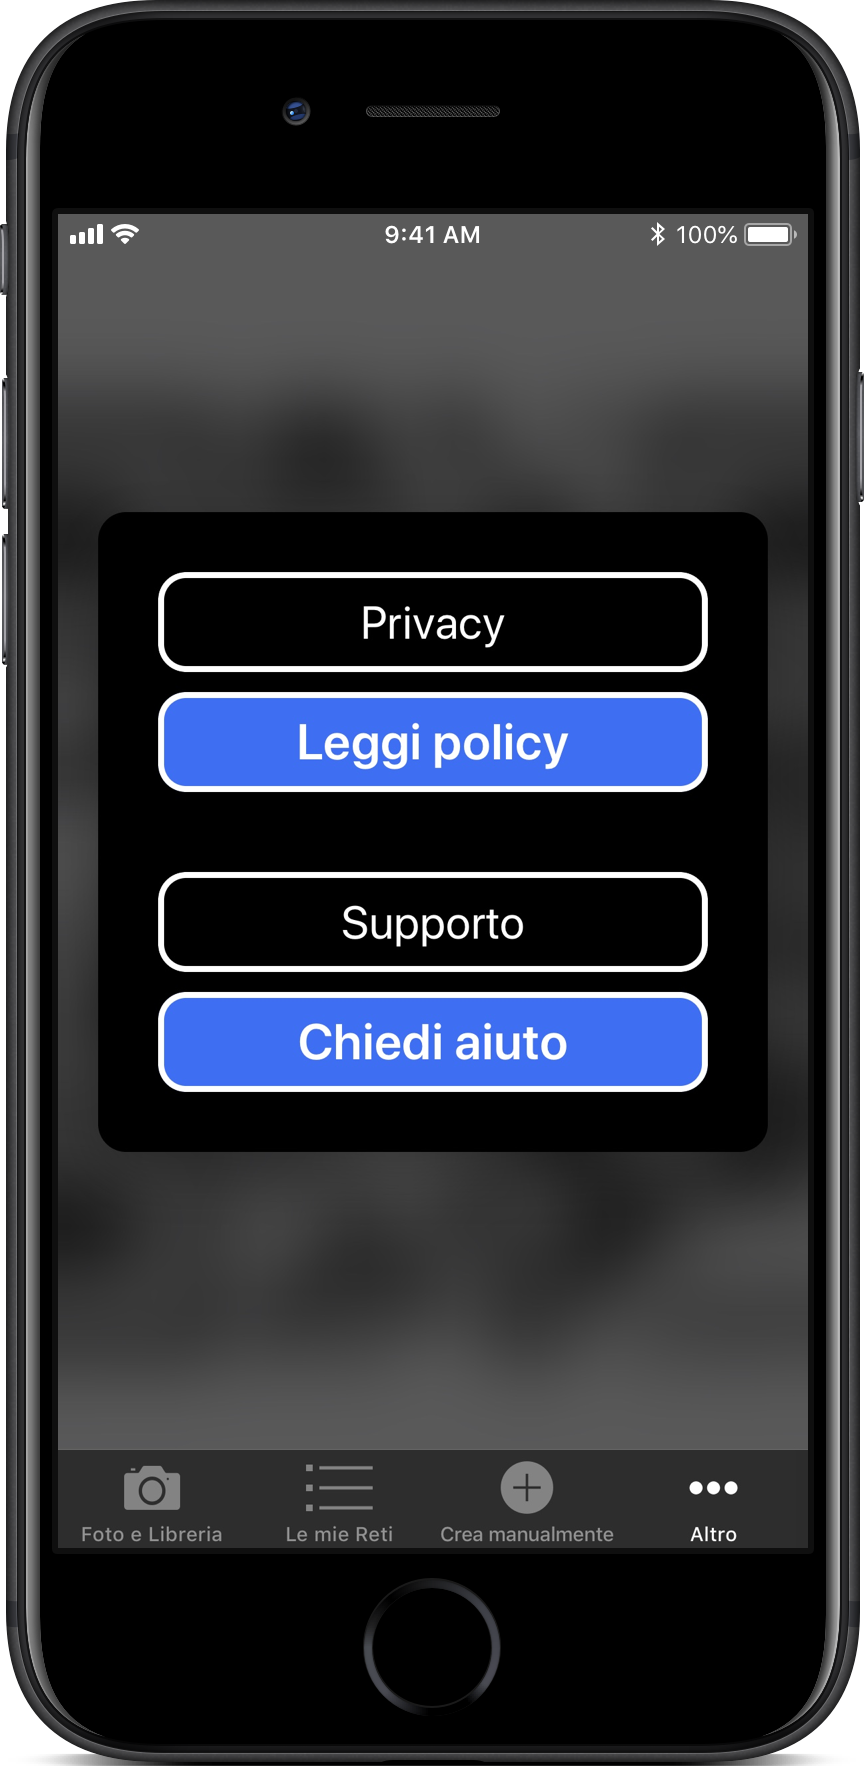 9:41 AM 100%
Privacy
Leggi policy
Supporto
Chiedi aiuto
Foto e Libreria Le mie Reti Crea manualmente Altro